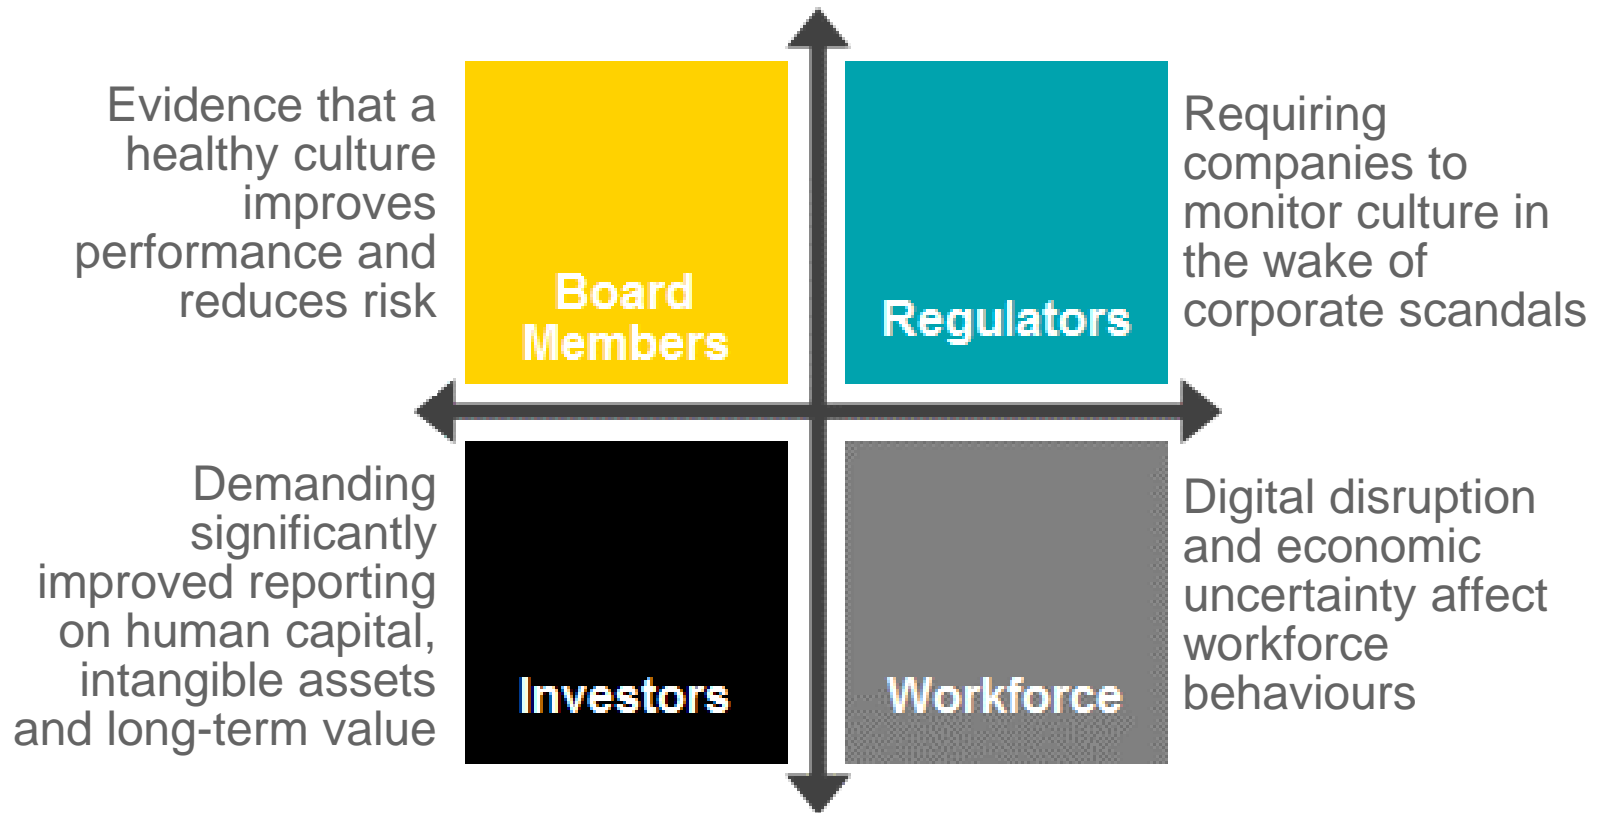 Evidence that a
healthy culture
improves
performance and
reduces risk
Board
Members
Regulators
Requiring
companies to
monitor culture in
the wake of
corporate scandals
Demanding
significantly
improved reporting
on human capital,
intangible assets
and long-term value
Investors
Workforce
Digital disruption
and economic
uncertainty affect
workforce
behaviours